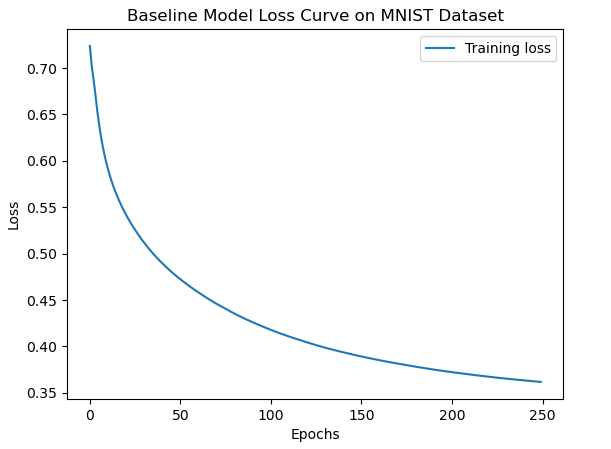 Baseline Model Loss Curve on MNIST Dataset
Training loss
0.70
0.65
0.60
0.55
0.50
0.45
0.40
0.35
Loss
0 50 100 150 200 250
Epochs